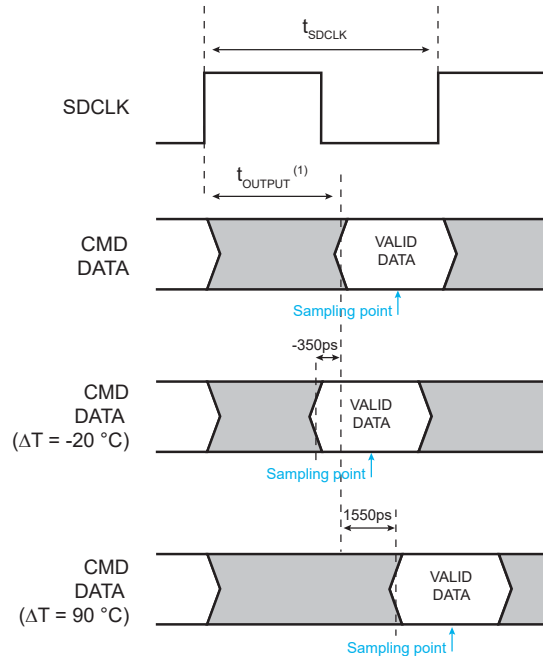 tSDCLK
SDCLK
tOUTPUT (1)
CMD
DATA
VALID
DATA
Sampling point
-350ps
CMD
DATA
(ΔT = -20 °C)
VALID
DATA
Sampling point
1550ps
CMD
DATA
(ΔT = 90 °C)
VALID
DATA
Sampling point